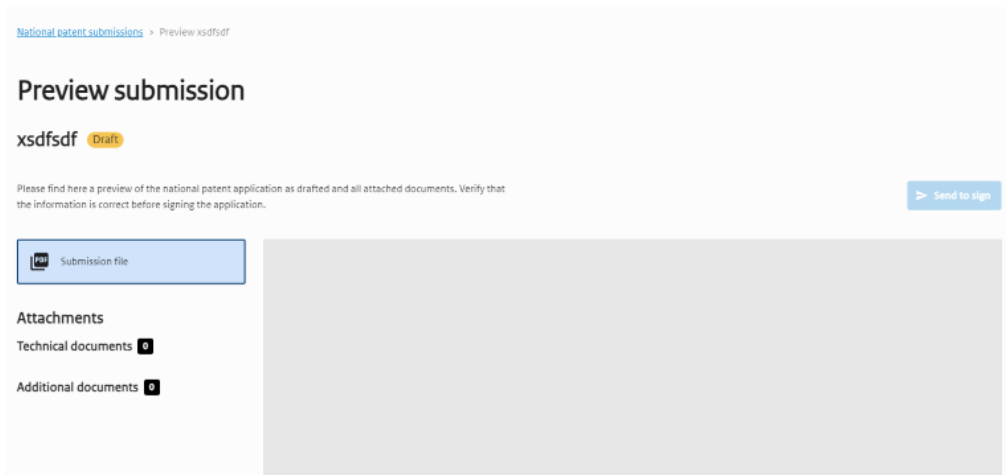 National patent submissions > Preview xsdfsdf
Preview submission
xsdfsdf Draft
Please find here a preview of the national patent application as drafted and all attached documents. Verify that
the information is correct before signing the application.
Send to sign
PDF Submission file
Attachments
Technical documents 0
Additional documents 0